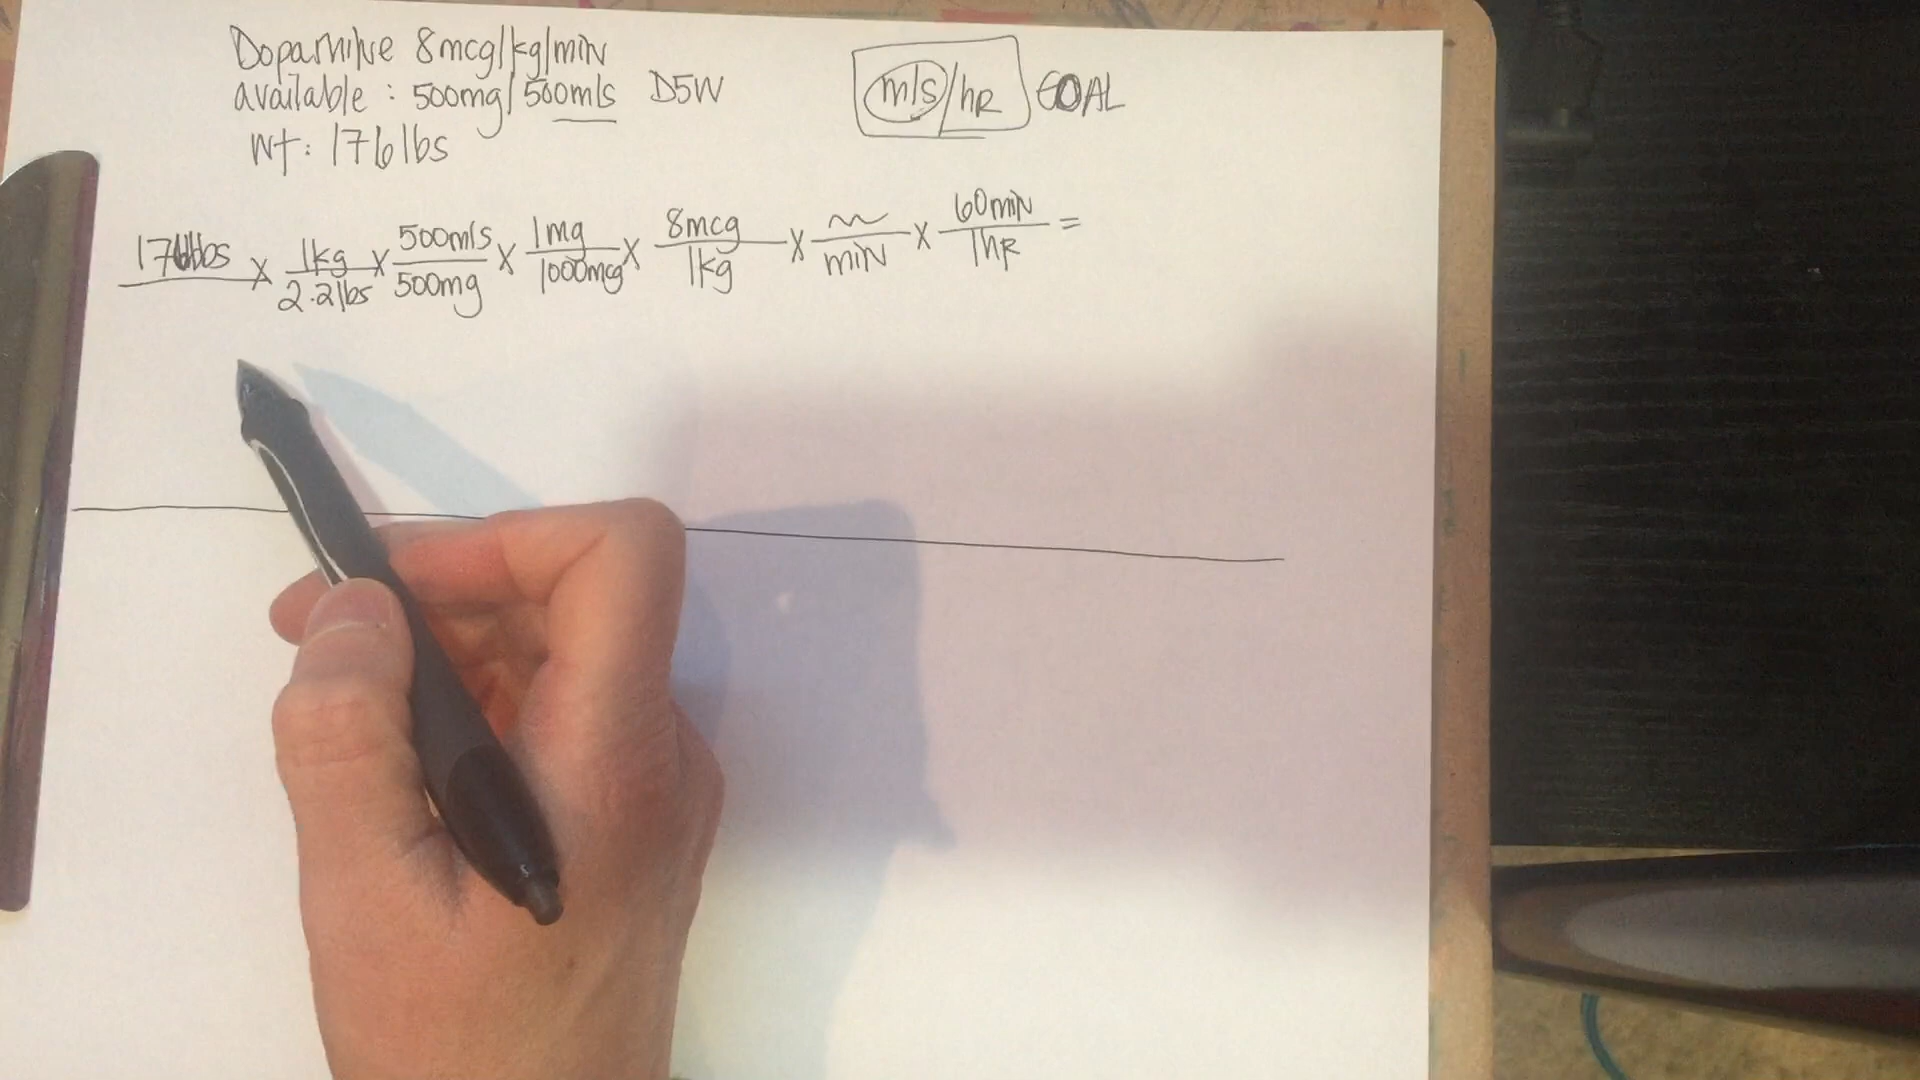 Dopamine 8mcg/kg/min
available : 500mg/500mls D5W
mls/hR GOAL
Wt: 176lbs
176lbs x 1kg/2.2lbs x 500mls/500mg x 1mg/1000mcg x 8mcg/1kg x /min x 60min/1hR =